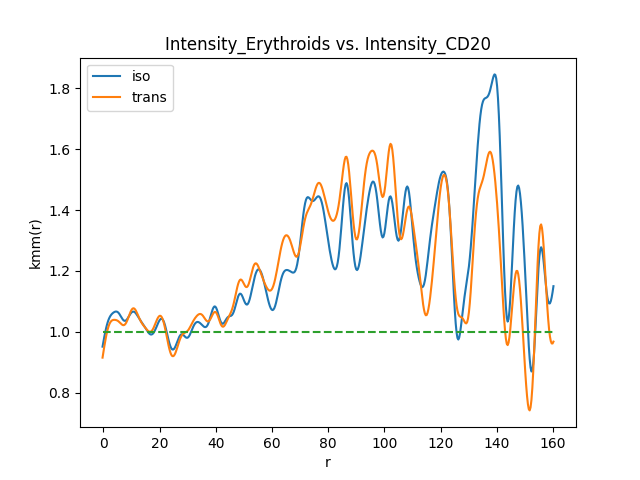 Intensity_Erythroids vs. Intensity_CD20
iso
trans
kmm(r)
1.8
1.6
1.4
1.2
1.0
0.8
0 20 40 60 80 100 120 140 160
r